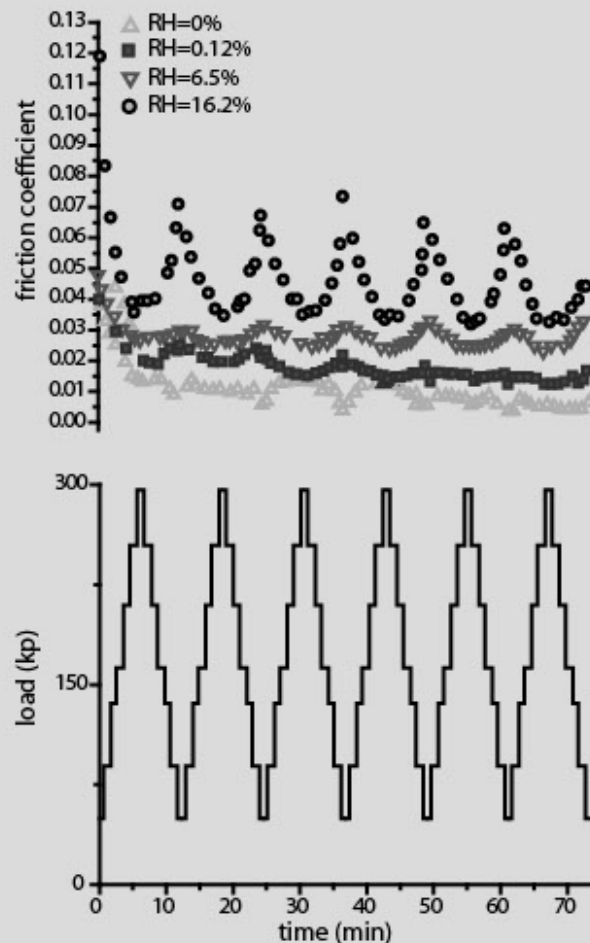 0.13
0.12
0.11
0.10
0.09
0.08
0.07
0.06
0.05
0.04
0.03
0.02
0.01
0.00
friction coefficient
RH=0%
RH=0.12%
RH=6.5%
RH=16.2%
300
150
0
load (kp)
0 10 20 30 40 50 60 70
time (min)